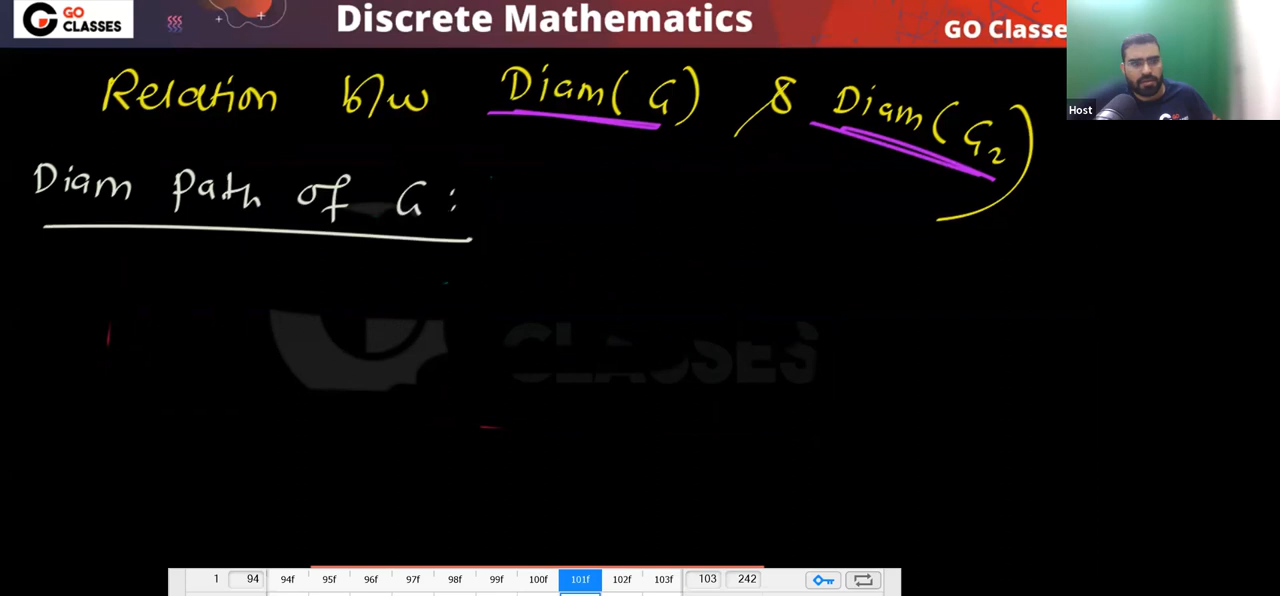 GO CLASSES
Discrete Mathematics
GO Classe
Host
Relation b/w Diam(G) & Diam(G2)
Diam Path of G:
CLASSES
1 94 94f 95f 96f 97f 98f 99f 100f 101f 102f 103f 103 242